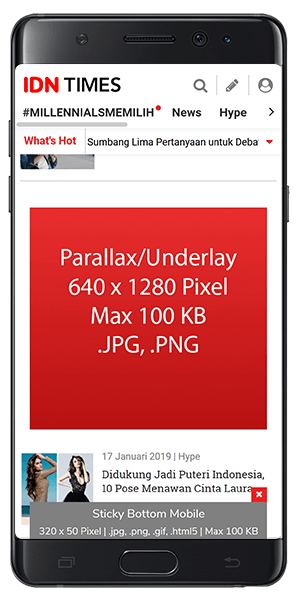 IDN TIMES
#MILLENNIALSMEMILIH News Hype
What's Hot Sumbang Lima Pertanyaan untuk Deba
Parallax/Underlay
640 x 1280 Pixel
Max 100 KB
.JPG, .PNG
17 Januari 2019 | Hype
Didukung Jadi Puteri Indonesia,
10 Pose Menawan Cinta Laura
Sticky Bottom Mobile
320 x 50 Pixel | .jpg, .png, .gif, .html5 | Max 100 KB